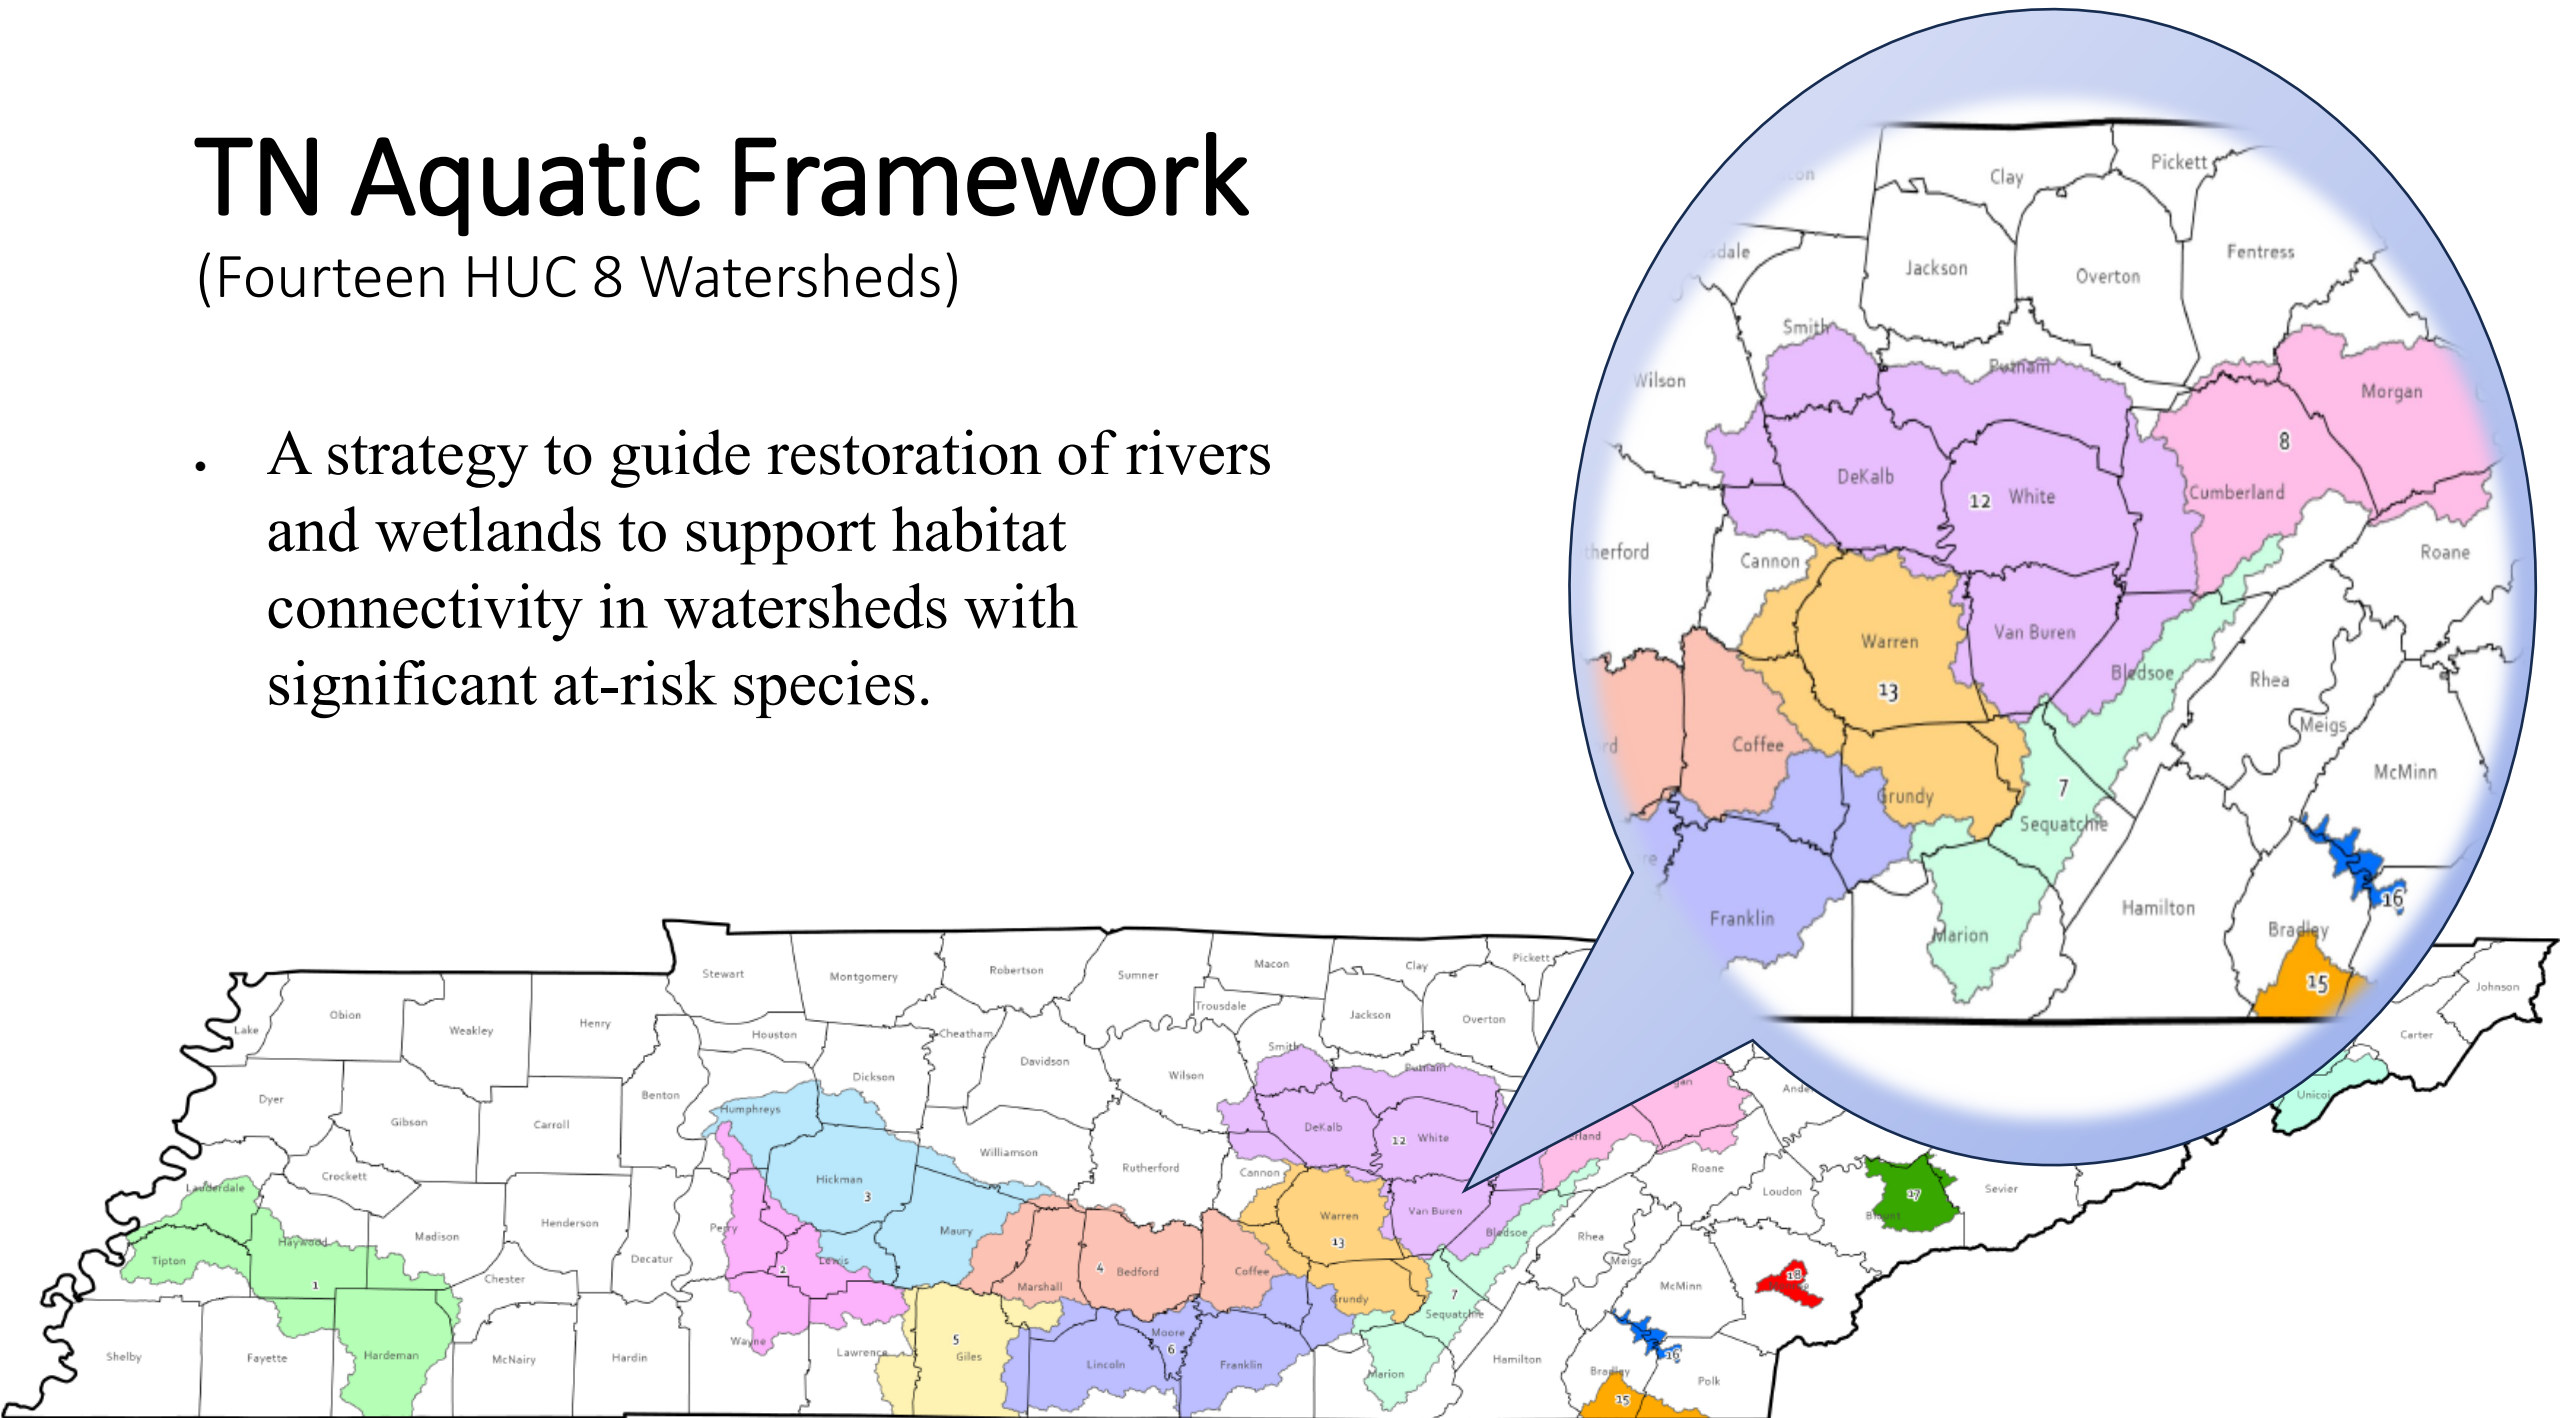 TN Aquatic Framework
(Fourteen HUC 8 Watersheds)
• A strategy to guide restoration of rivers
and wetlands to support habitat
connectivity in watersheds with
significant at-risk species.
Clay
Pickett
Fentress
Jackson
Overton
Smith
Putnam
Wilson
Morgan
8
DeKalb
12
White
Cumberland
Cannon
Roane
Warren
Van Buren
Bledsoe
Rhea
13
Meigs
Coffee
McMinn
7
Grundy
Sequatchie
16
Franklin
Marion
Hamilton
Bradley
15
Stewart
Montgomery
Robertson
Sumner
Macon
Clay
Pickett
Trousdale
Lake
Obion
Weakley
Henry
Houston
Cheatham
Davidson
Jackson
Overton
Johnson
Carter
Smith
Dyer
Gibson
Carroll
Benton
Humphreys
Dickson
Wilson
Putnam
Unicoi
Crockett
Williamson
Rutherford
DeKalb
12
White
Cannon
Roane
Lauderdale
Haywood
Madison
Henderson
Decatur
Perry
Hickman
3
Maury
Warren
13
Van Buren
Bledsoe
Rhea
Loudon
Blount
17
Sevier
Tipton
1
Chester
2
Lewis
Marshall
4
Bedford
Coffee
Grundy
7
Sequatchie
Meigs
McMinn
18
Shelby
Fayette
Hardeman
McNairy
Hardin
Wayne
Lawrence
5
Giles
Lincoln
Moore
6
Franklin
Marion
Hamilton
Bradley
16
Polk
15